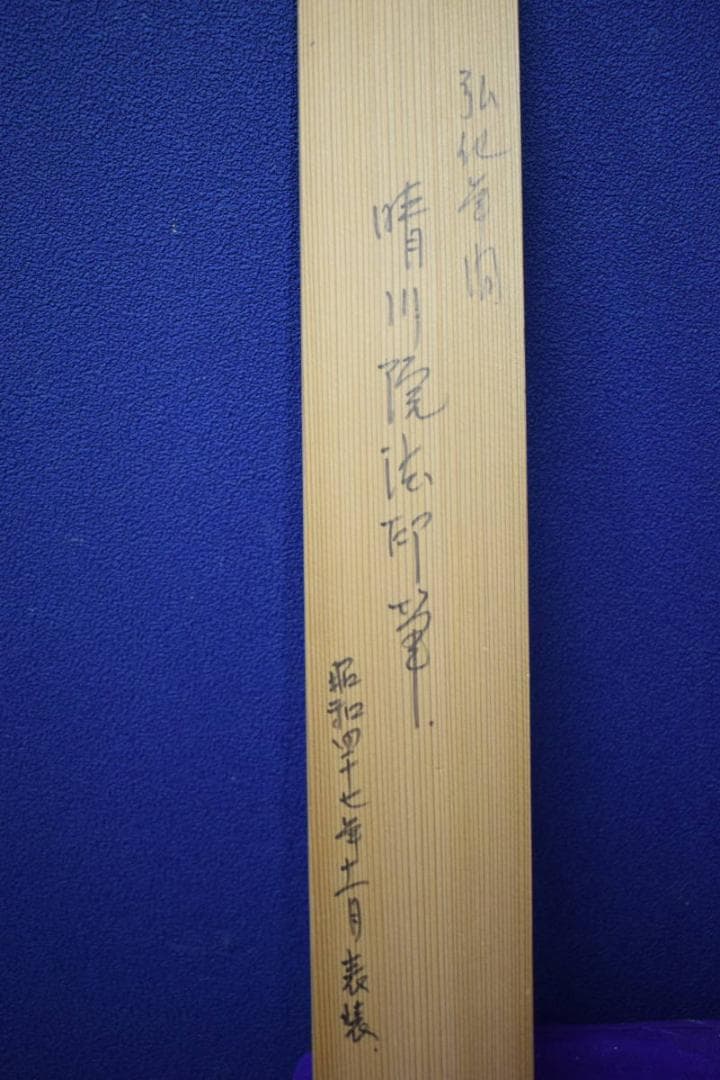 弘化年間
晴川院法印筆
昭和四十七年十一月表装